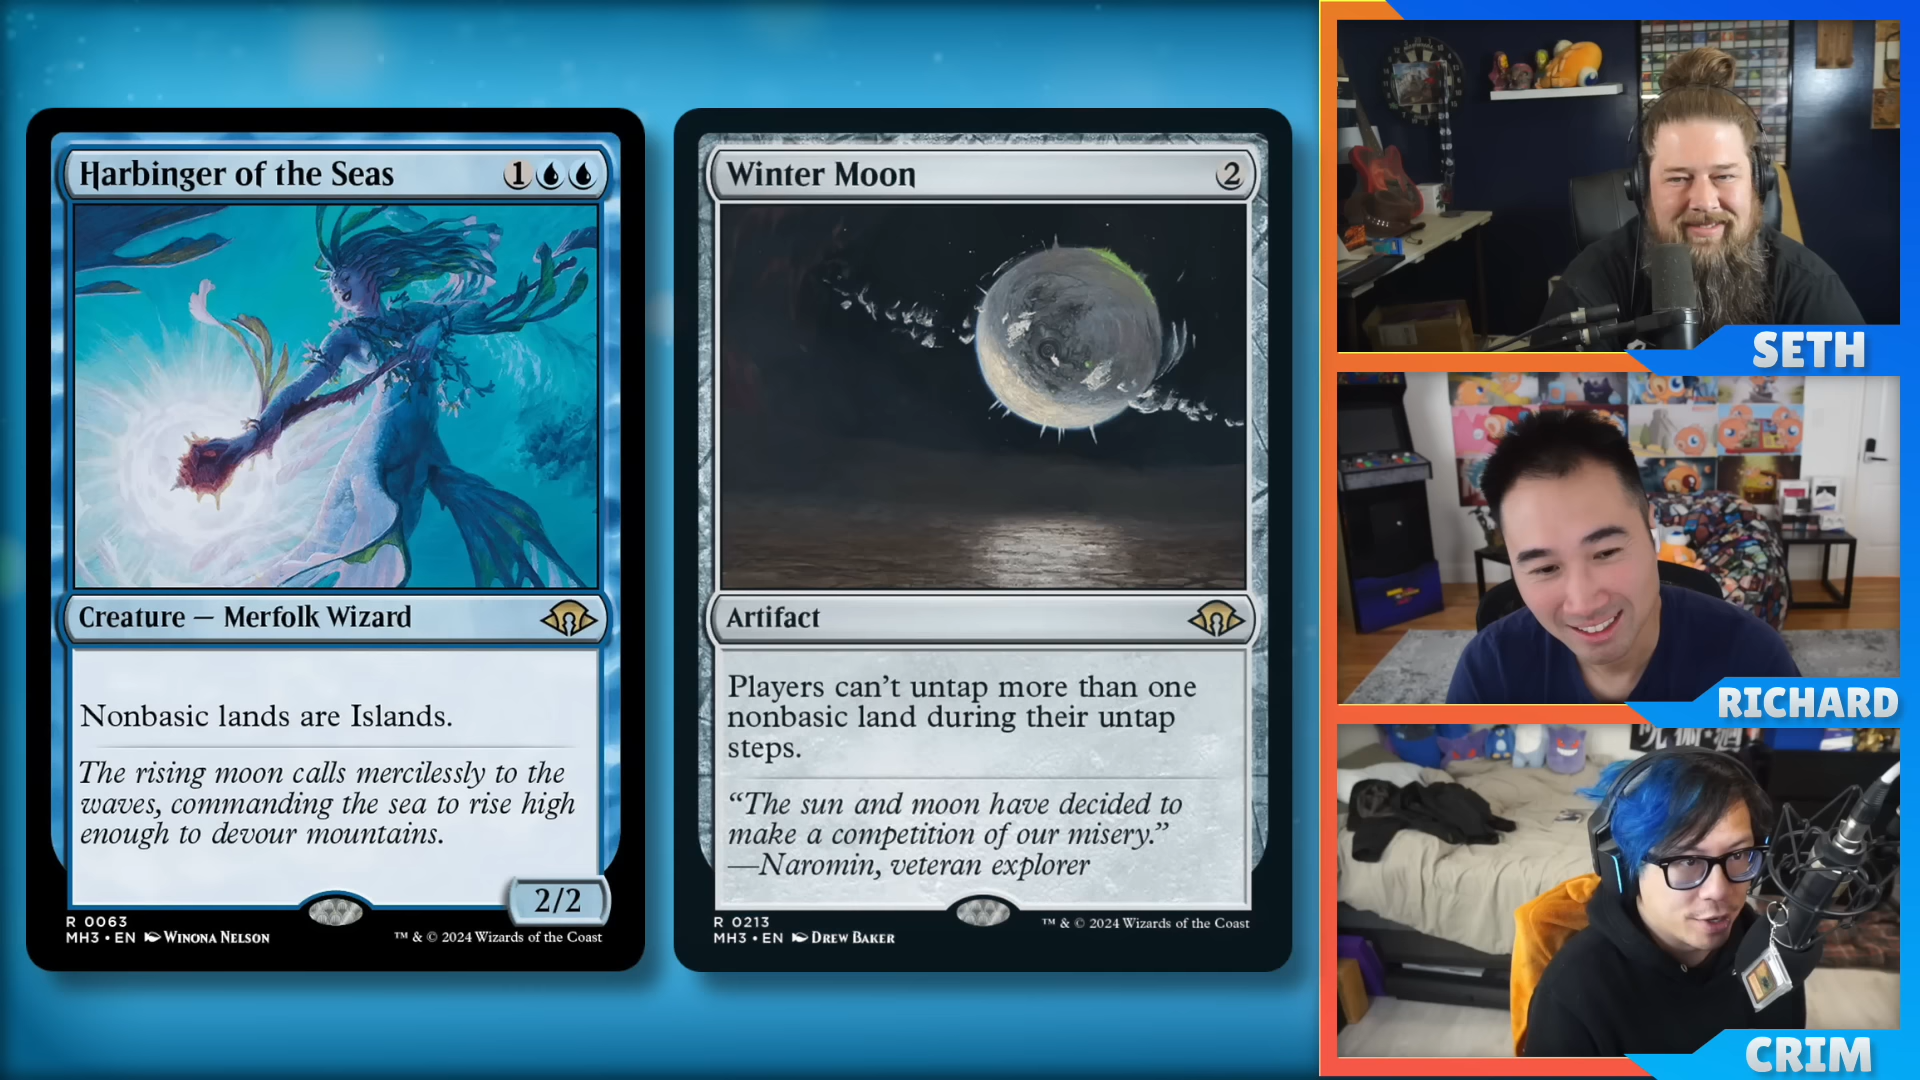 Harbinger of the Seas
1
Creature — Merfolk Wizard
Nonbasic lands are Islands.
The rising moon calls mercilessly to the
waves, commanding the sea to rise high
enough to devour mountains.
2/2
R 0063
MH3 • EN Winona Nelson
™ & © 2024 Wizards of the Coast
Winter Moon
2
Artifact
Players can't untap more than one
nonbasic land during their untap
steps.
“The sun and moon have decided to
make a competition of our misery.”
—Naromin, veteran explorer
R 0213
MH3 • EN Drew Baker
™ & © 2024 Wizards of the Coast
SETH
RICHARD
CRIM